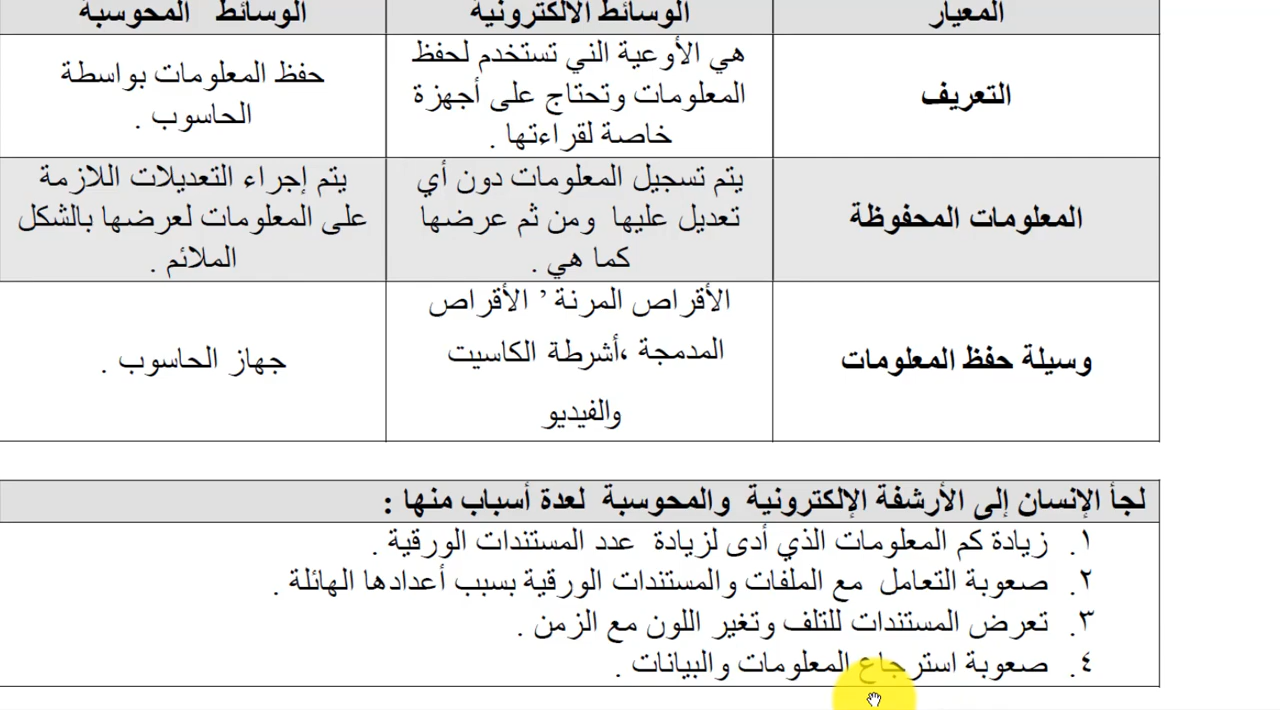 المعيار
الوسائط الالكترونية
الوسائط المحوسبة
التعريف
هي الأوعية التي تستخدم لحفظ
المعلومات وتحتاج على أجهزة
خاصة لقراءتها .
حفظ المعلومات بواسطة
الحاسوب .
المعلومات المحفوظة
يتم تسجيل المعلومات دون أي
تعديل عليها ومن ثم عرضها
كما هي .
يتم إجراء التعديلات اللازمة
على المعلومات لعرضها بالشكل
الملائم .
وسيلة حفظ المعلومات
الأقراص المرنة ’ الأقراص
المدمجة ،أشرطة الكاسيت
والفيديو
جهاز الحاسوب .
لجأ الإنسان إلى الأرشفة الإلكترونية والمحوسبة لعدة أسباب منها :
١. زيادة كم المعلومات الذي أدى لزيادة عدد المستندات الورقية .
٢. صعوبة التعامل مع الملفات والمستندات الورقية بسبب أعدادها الهائلة .
٣. تعرض المستندات للتلف وتغير اللون مع الزمن .
٤. صعوبة استرجاع المعلومات والبيانات .